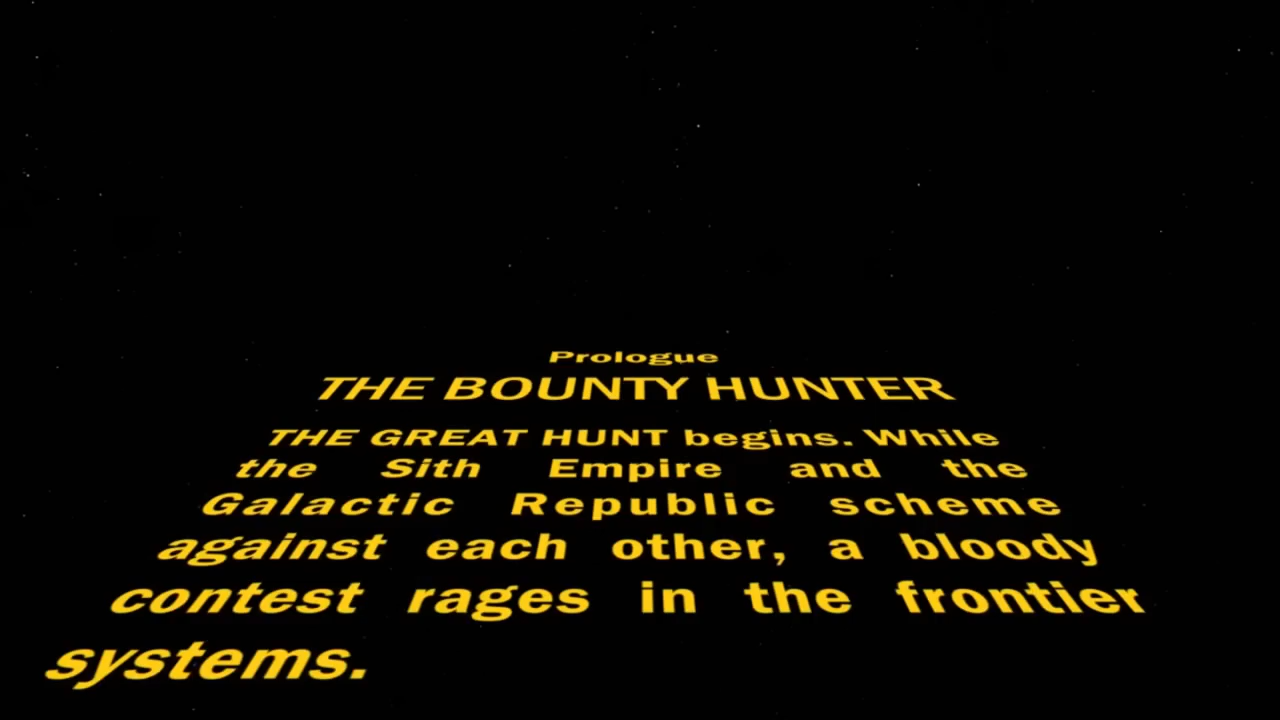 Prologue
THE BOUNTY HUNTER
THE GREAT HUNT begins. While
the Sith Empire and the
Galactic Republic scheme
against each other, a bloody
contest rages in the frontier
systems.